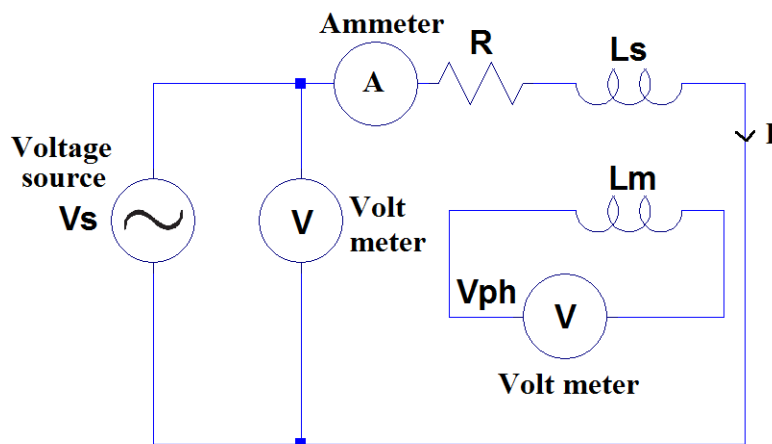 Ammeter
R
Ls
A
I
Voltage
source
Vs
V
Volt
meter
Lm
Vph
V
Volt meter